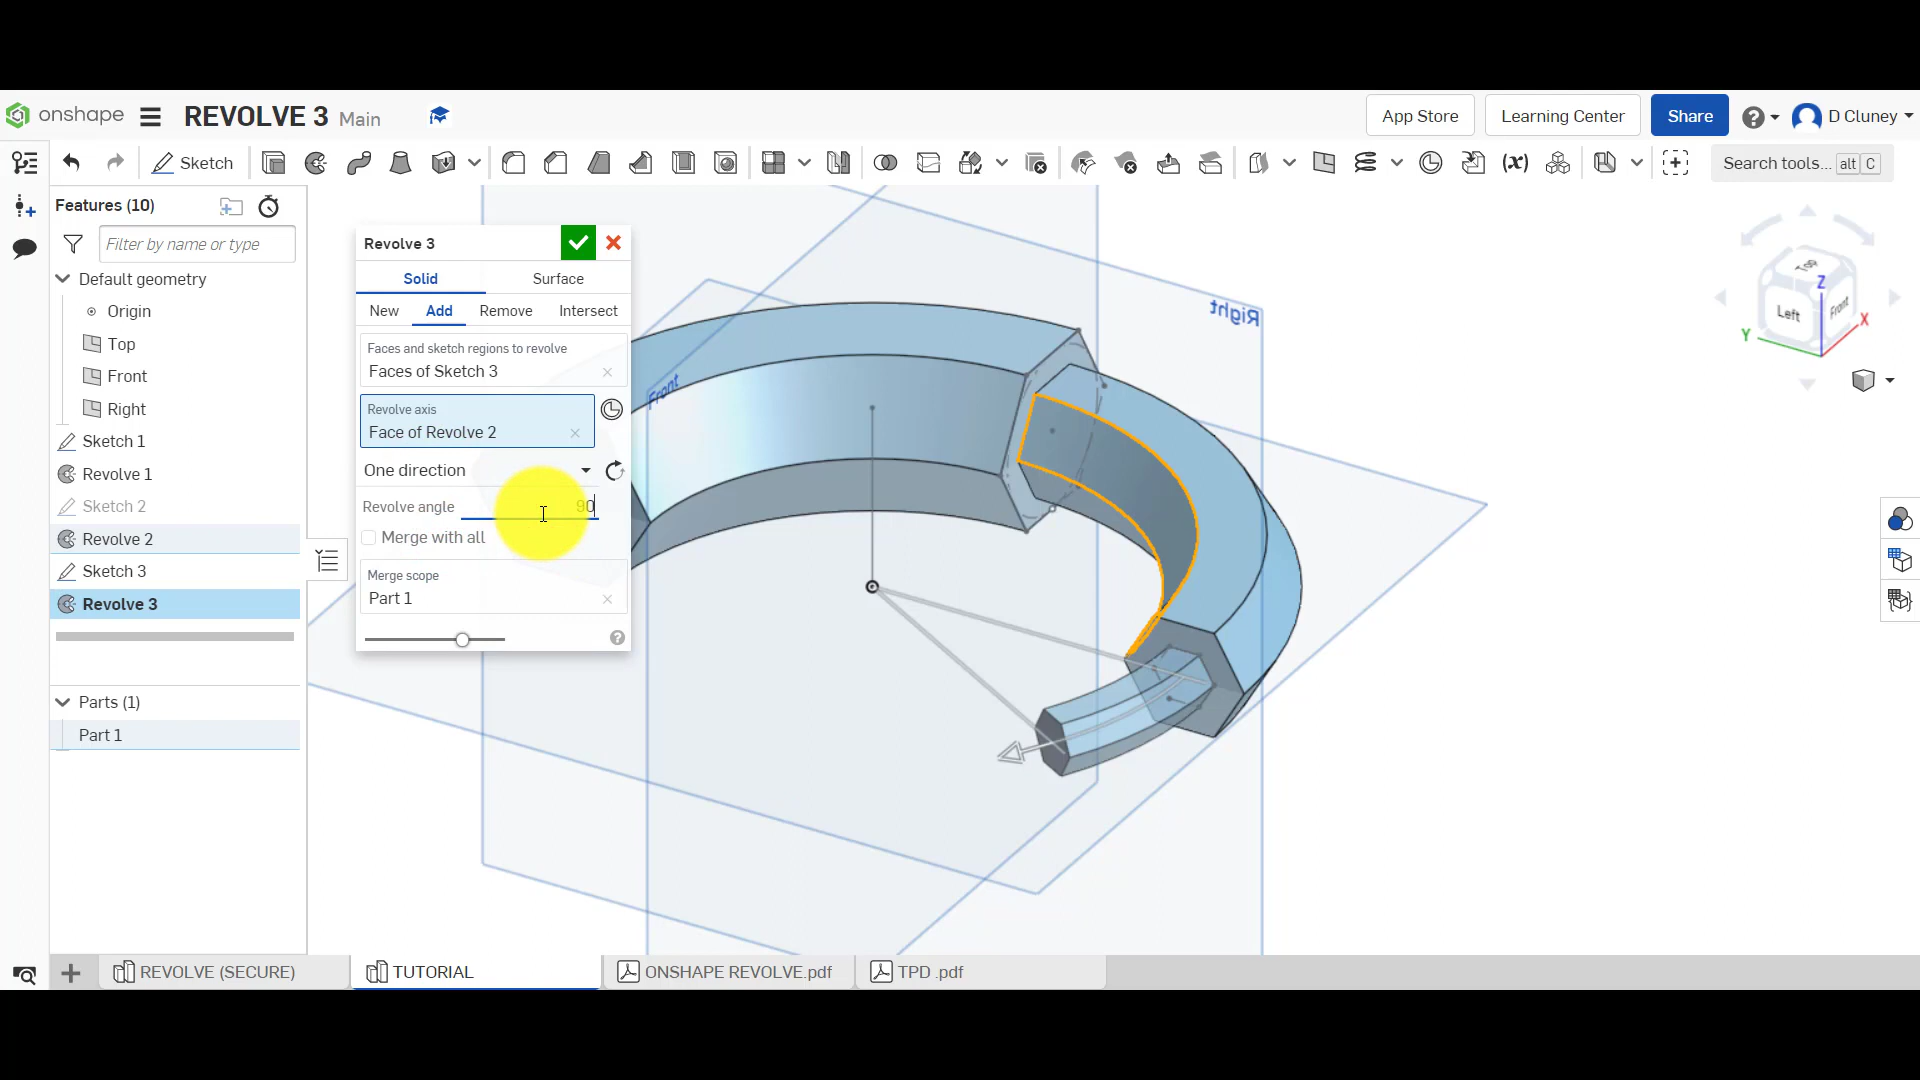 onshape
REVOLVE 3 Main
App Store
Learning Center
Share
D Cluney
Sketch
Search tools... alt C
Features (10)
Filter by name or type
Default geometry
Origin
Top
Front
Right
Sketch 1
Revolve 1
Sketch 2
Revolve 2
Sketch 3
Revolve 3
Parts (1)
Part 1
Revolve 3
Solid
Surface
New
Add
Remove
Intersect
Faces and sketch regions to revolve
Faces of Sketch 3
Revolve axis
Face of Revolve 2
One direction
Revolve angle 90
Merge with all
Merge scope
Part 1
Front
Right
Top
Left
Front
Z
Y
X
REVOLVE (SECURE)
TUTORIAL
ONSHAPE REVOLVE.pdf
TPD .pdf